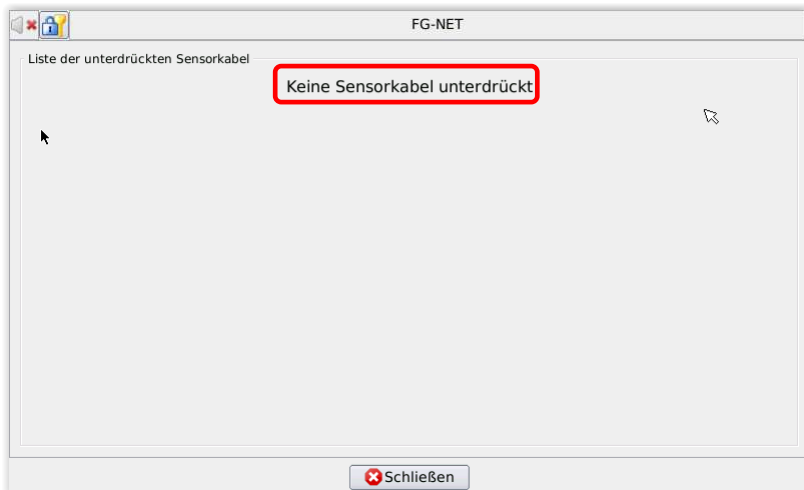 FG-NET
Liste der unterdrückten Sensorkabel
Keine Sensorkabel unterdrückt
Schließen